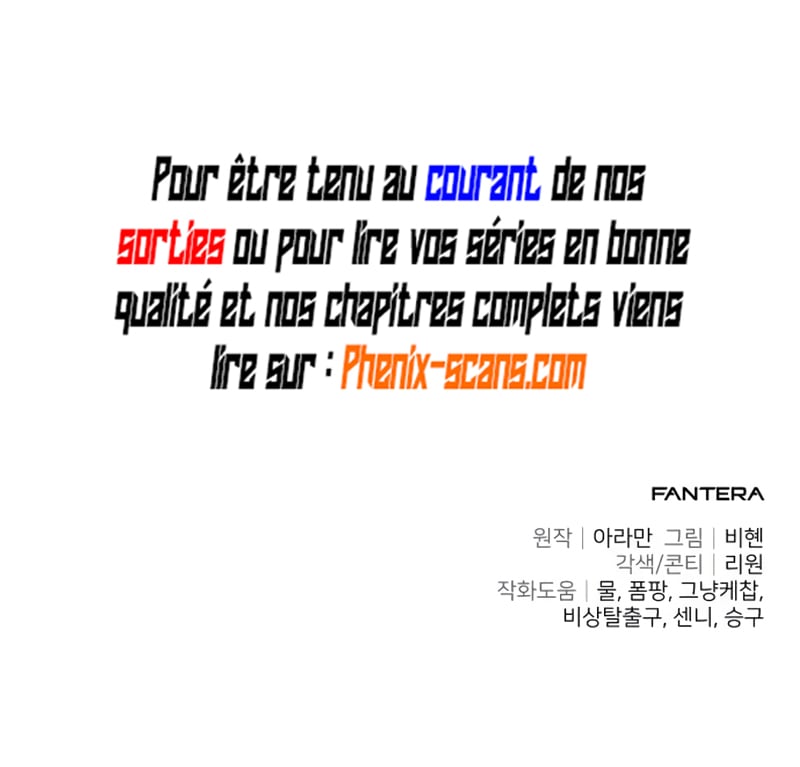 Pour être tenu au courant de nos
sorties ou pour lire vos séries en bonne
qualité et nos chapitres complets viens
lire sur : Phenix-scans.com
FANTERA
원작 | 아라만 그림 | 비혠
각색/콘티 | 리원
작화도움 | 물, 폼팡, 그냥케찹,
비상탈출구, 센니, 승구